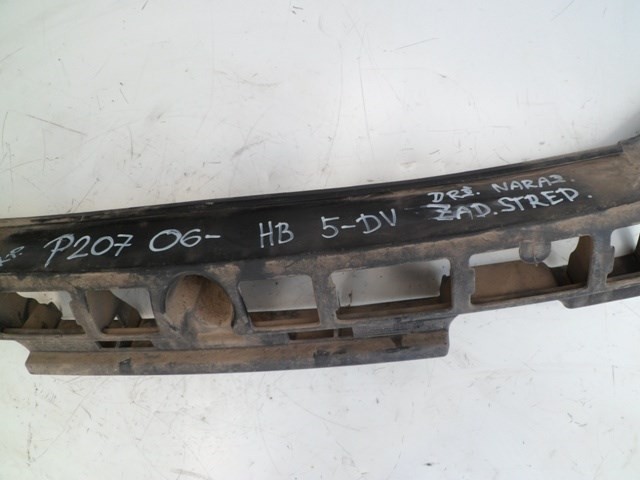 P207 06- HB 5-DV DRŽ. NARAZ.
ZAD. STRED.